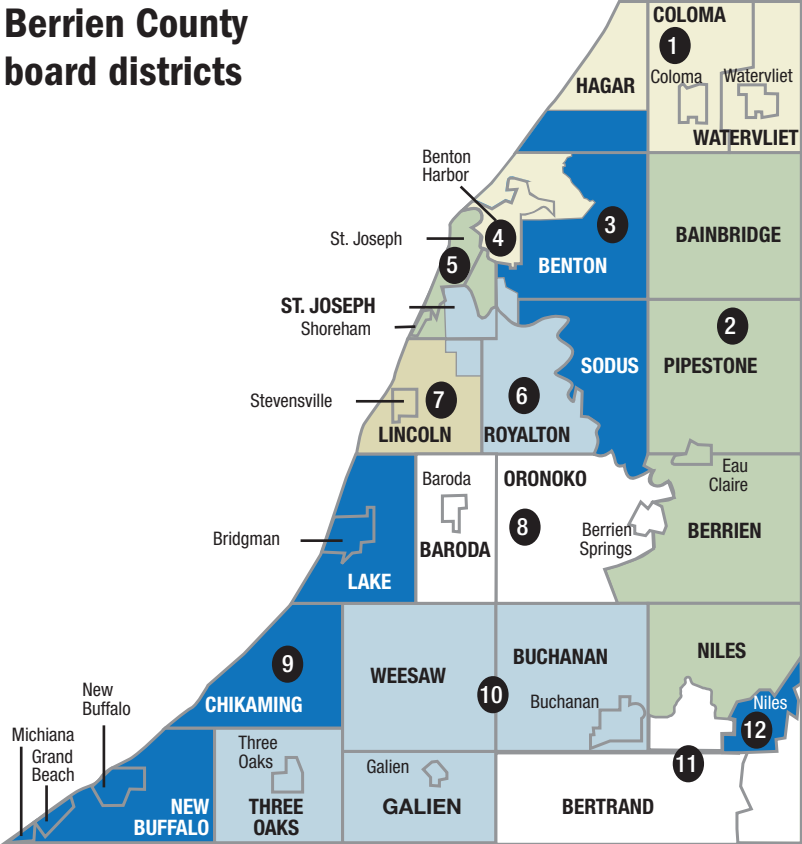 Berrien County
board districts
COLOMA
1
Coloma
Watervliet
HAGAR
WATERVLIET
Benton
Harbor
3
BAINBRIDGE
St. Joseph
4
5
BENTON
ST. JOSEPH
Shoreham
2
SODUS
PIPESTONE
Stevensville
7
6
LINCOLN
ROYALTON
Baroda
ORONOKO
Eau
Claire
Bridgman
8
Berrien
Springs
BERRIEN
BARODA
LAKE
9
WEESAW
BUCHANAN
NILES
New
Buffalo
CHIKAMING
10
Buchanan
Niles
Michiana
Grand
Beach
12
Three
Oaks
Galien
11
NEW
BUFFALO
THREE
OAKS
GALIEN
BERTRAND